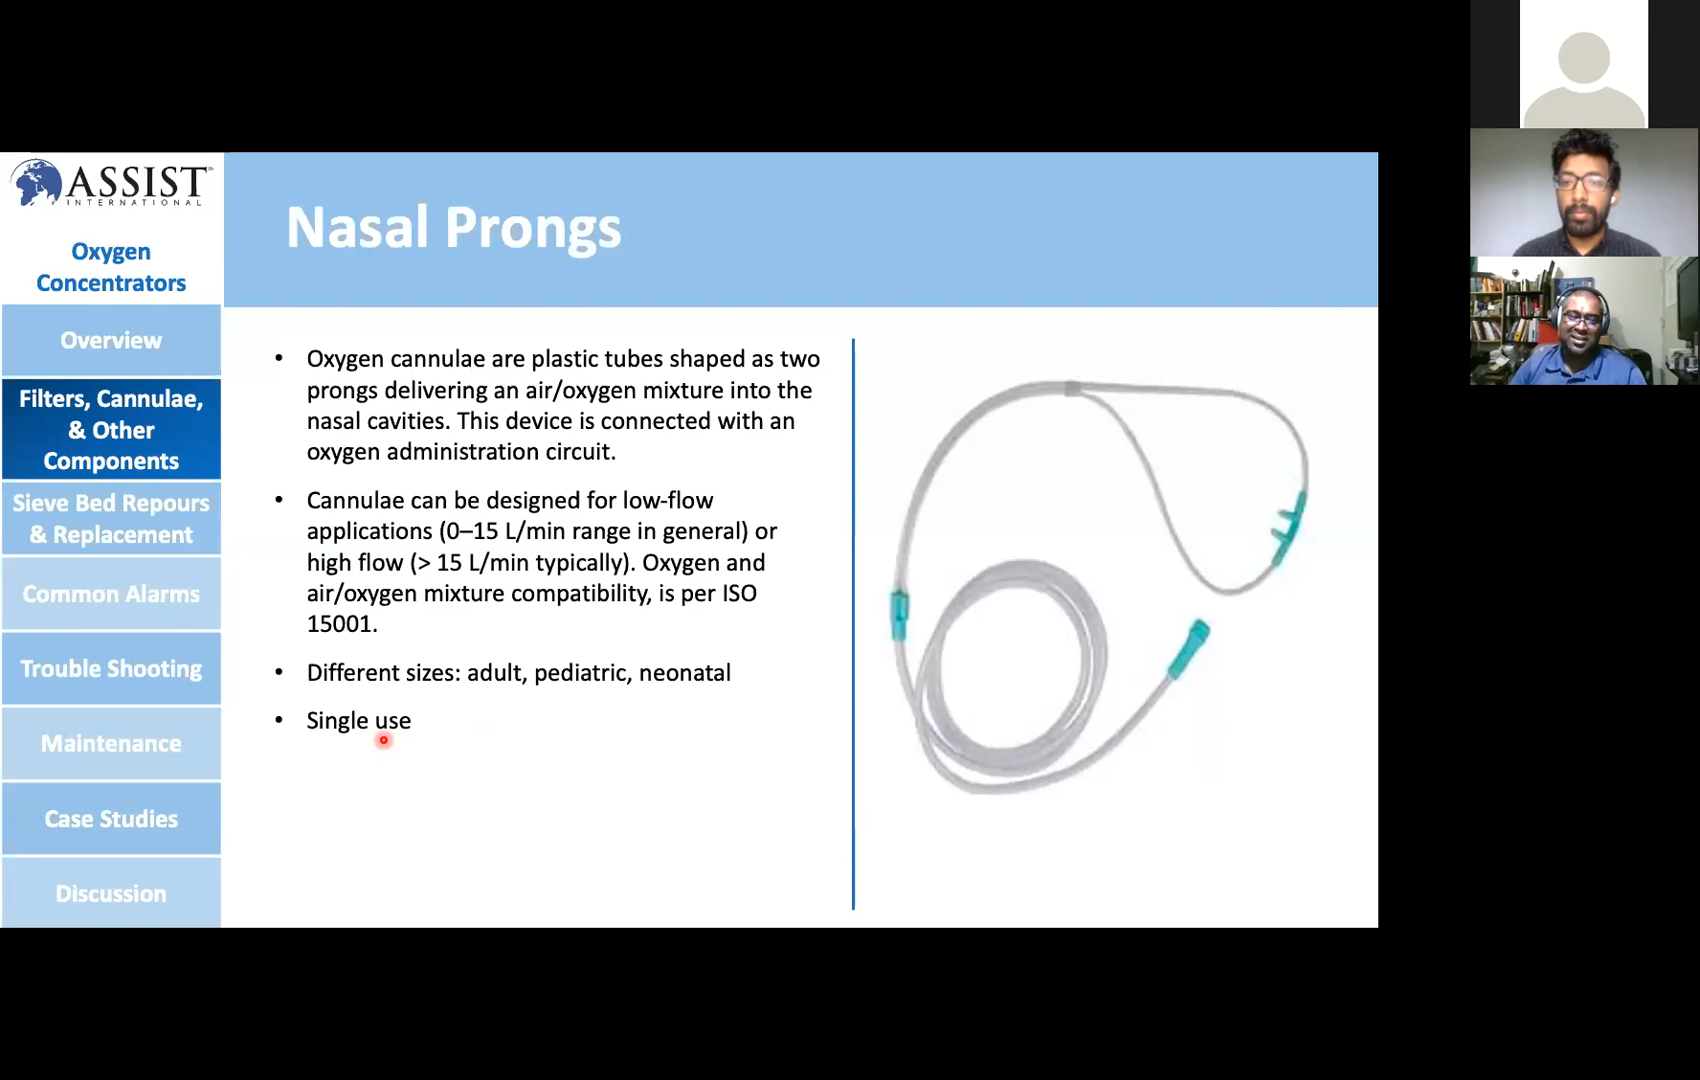 ASSIST
INTERNATIONAL
Oxygen
Concentrators
Overview
Filters, Cannulae,
& Other
Components
Sieve Bed Repours
& Replacement
Common Alarms
Trouble Shooting
Maintenance
Case Studies
Discussion
Nasal Prongs
• Oxygen cannulae are plastic tubes shaped as two
prongs delivering an air/oxygen mixture into the
nasal cavities. This device is connected with an
oxygen administration circuit.
• Cannulae can be designed for low-flow
applications (0–15 L/min range in general) or
high flow (> 15 L/min typically). Oxygen and
air/oxygen mixture compatibility, is per ISO
15001.
• Different sizes: adult, pediatric, neonatal
• Single use